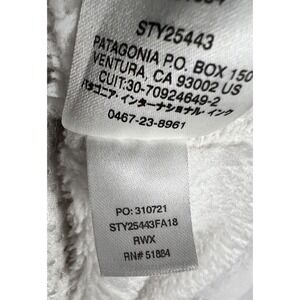 STY25443
PATAGONIA P.O. BOX 150
VENTURA, CA 93002 US
CUIT:30-70924649-2
パタゴニア・インターナショナル・インク
0467-23-8961
PO: 310721
STY25443FA18
RWX
RN# 51884